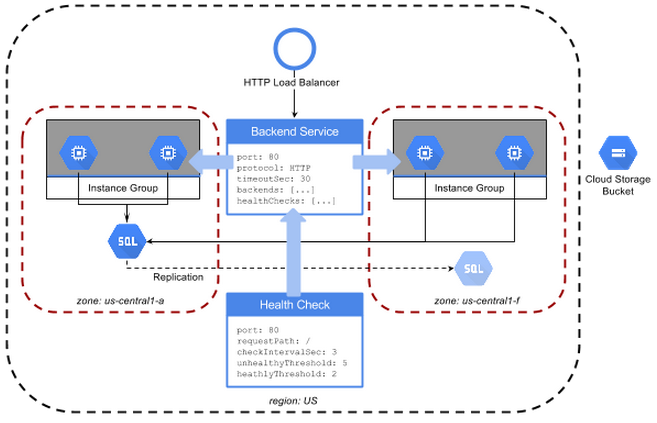 HTTP Load Balancer
Backend Service
port: 80
protocol: HTTP
timeoutSec: 30
backends: [...]
healthChecks: [...]
Instance Group
Instance Group
Cloud Storage
Bucket
SQL
SQL
Replication
zone: us-central1-a
zone: us-central1-f
Health Check
port: 80
requestPath: /
checkIntervalSec: 3
unhealthyThreshold: 5
heathlyThreshold: 2
region: US